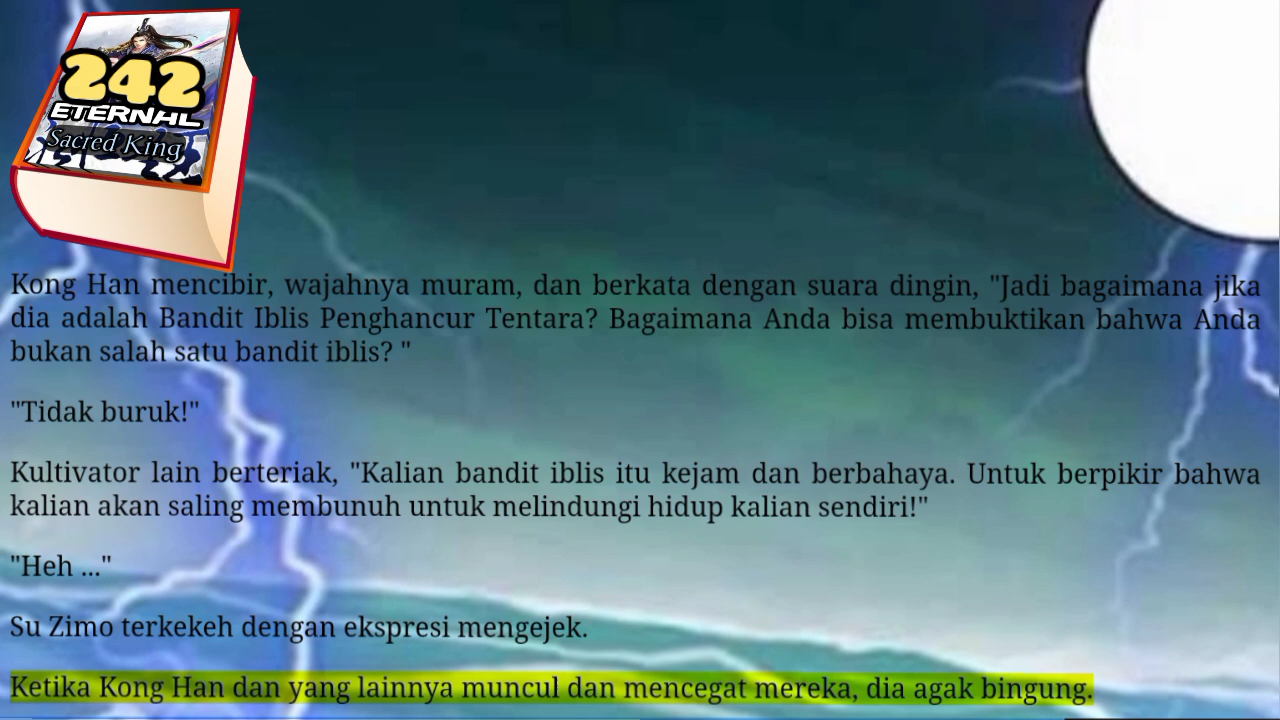 242
ETERNAL
Sacred King
Kong Han mencibir, wajahnya muram, dan berkata dengan suara dingin, "Jadi bagaimana jika
dia adalah Bandit Iblis Penghancur Tentara? Bagaimana Anda bisa membuktikan bahwa Anda
bukan salah satu bandit iblis? "
"Tidak buruk!"
Kultivator lain berteriak, "Kalian bandit iblis itu kejam dan berbahaya. Untuk berpikir bahwa
kalian akan saling membunuh untuk melindungi hidup kalian sendiri!"
"Heh ..."
Su Zimo terkekeh dengan ekspresi mengejek.
Ketika Kong Han dan yang lainnya muncul dan mencegat mereka, dia agak bingung.